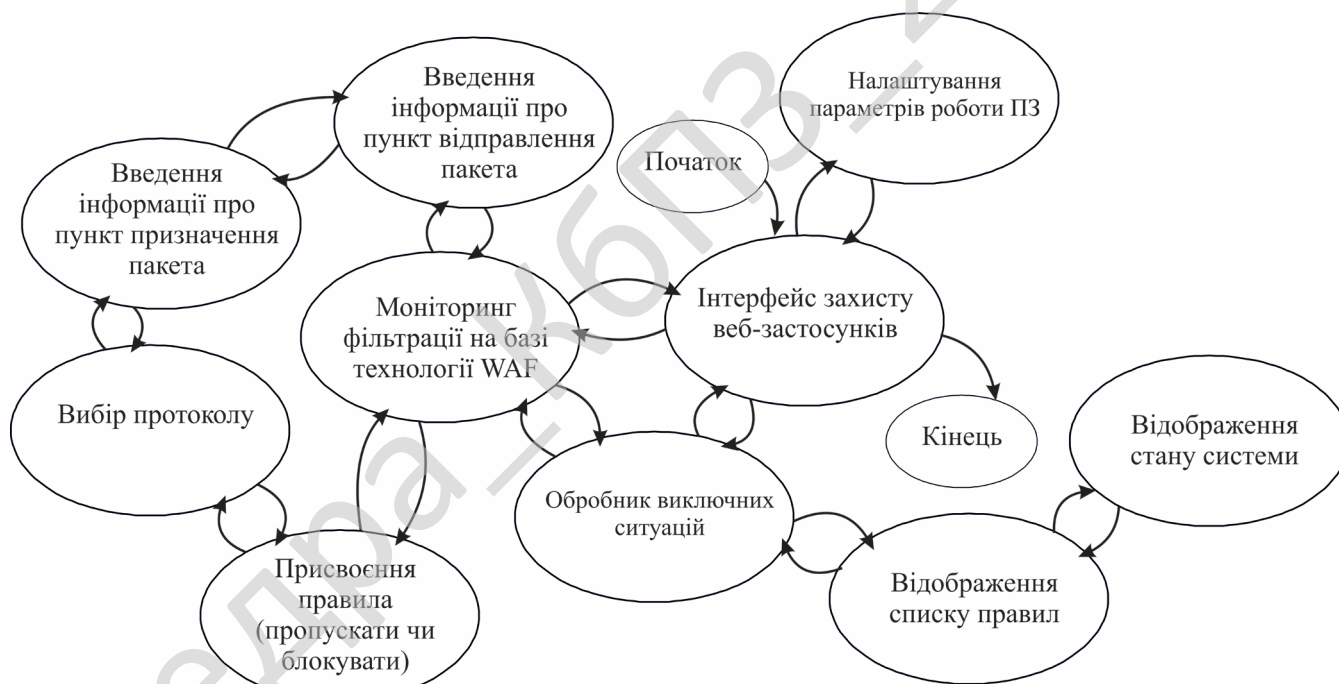 Введення
інформації про
пункт відправлення
пакета
Налаштування
параметрів роботи ПЗ
Початок
Введення
інформації про
пункт призначення
пакета
Моніторинг
фільтрації на базі
технології WAF
Інтерфейс захисту
веб-застосунків
Вибір протоколу
Кінець
Відображення
стану системи
Обробник виключних
ситуацій
Присвоєння
правила
(пропускати чи
блокувати)
Відображення
списку правил
едра_КбПЗ_2